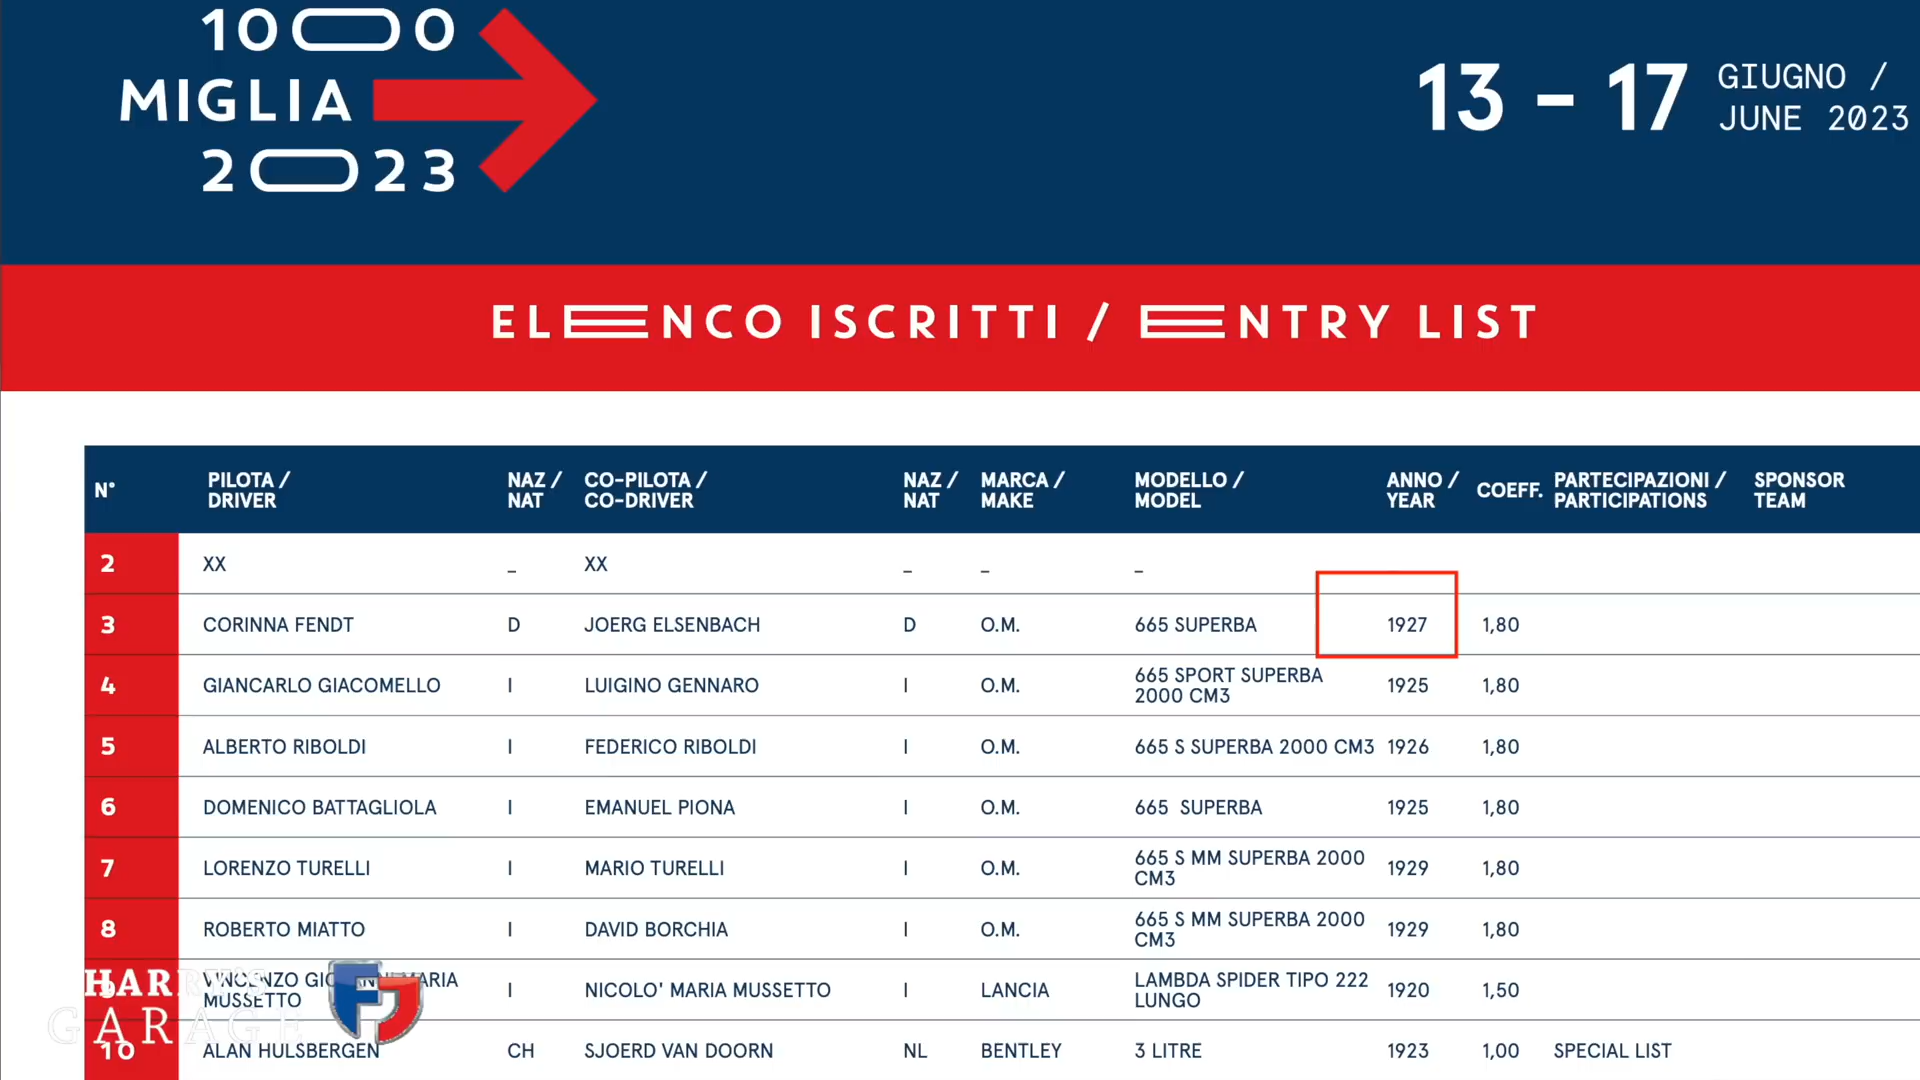 1000
MIGLIA
2023
13 - 17 GIUGNO /
JUNE 2023
ELENCO ISCRITTI / ENTRY LIST
N° PILOTA / DRIVER NAZ / NAT CO-PILOTA / CO-DRIVER NAZ / NAT MARCA / MAKE MODELLO / MODEL ANNO / YEAR COEFF. PARTECIPAZIONI / PARTICIPATIONS SPONSOR TEAM
2 XX _ XX _ _ _
3 CORINNA FENDT D JOERG ELSENBACH D O.M. 665 SUPERBA 1927 1,80
4 GIANCARLO GIACOMELLO I LUIGINO GENNARO I O.M. 665 SPORT SUPERBA 2000 CM3 1925 1,80
5 ALBERTO RIBOLDI I FEDERICO RIBOLDI I O.M. 665 S SUPERBA 2000 CM3 1926 1,80
6 DOMENICO BATTAGLIOLA I EMANUEL PIONA I O.M. 665 SUPERBA 1925 1,80
7 LORENZO TURELLI I MARIO TURELLI I O.M. 665 S MM SUPERBA 2000 CM3 1929 1,80
8 ROBERTO MIATTO I DAVID BORCHIA I O.M. 665 S MM SUPERBA 2000 CM3 1929 1,80
9 VINCENZO MARIA MUSSETTO I NICOLO' MARIA MUSSETTO I LANCIA LAMBDA SPIDER TIPO 222 LUNGO 1920 1,50
10 ALAN HULSBERGEN CH SJOERD VAN DOORN NL BENTLEY 3 LITRE 1923 1,00 SPECIAL LIST
HARRY'S
GARAGE